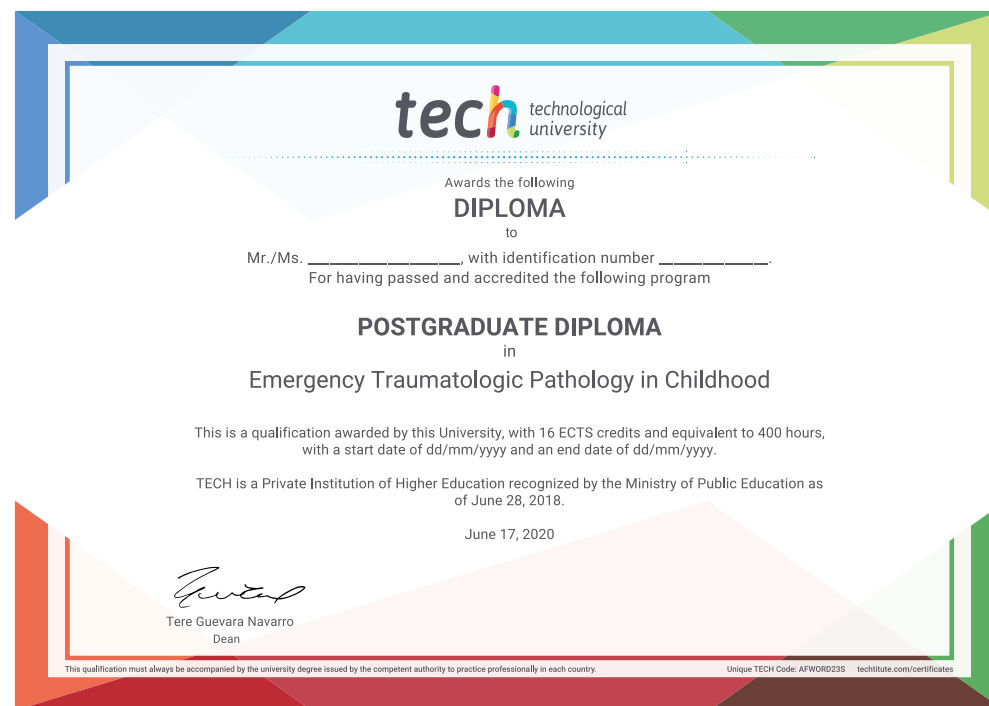 tech technological
university
Awards the following
DIPLOMA
to
Mr./Ms. ____________________, with identification number ______________.
For having passed and accredited the following program
POSTGRADUATE DIPLOMA
in
Emergency Traumatologic Pathology in Childhood
This is a qualification awarded by this University, with 16 ECTS credits and equivalent to 400 hours,
with a start date of dd/mm/yyyy and an end date of dd/mm/yyyy.
TECH is a Private Institution of Higher Education recognized by the Ministry of Public Education as
of June 28, 2018.
June 17, 2020
Tere Guevara Navarro
Dean
This qualification must always be accompanied by the university degree issued by the competent authority to practice professionally in each country.
Unique TECH Code: AFWORD23S techtitute.com/certificates